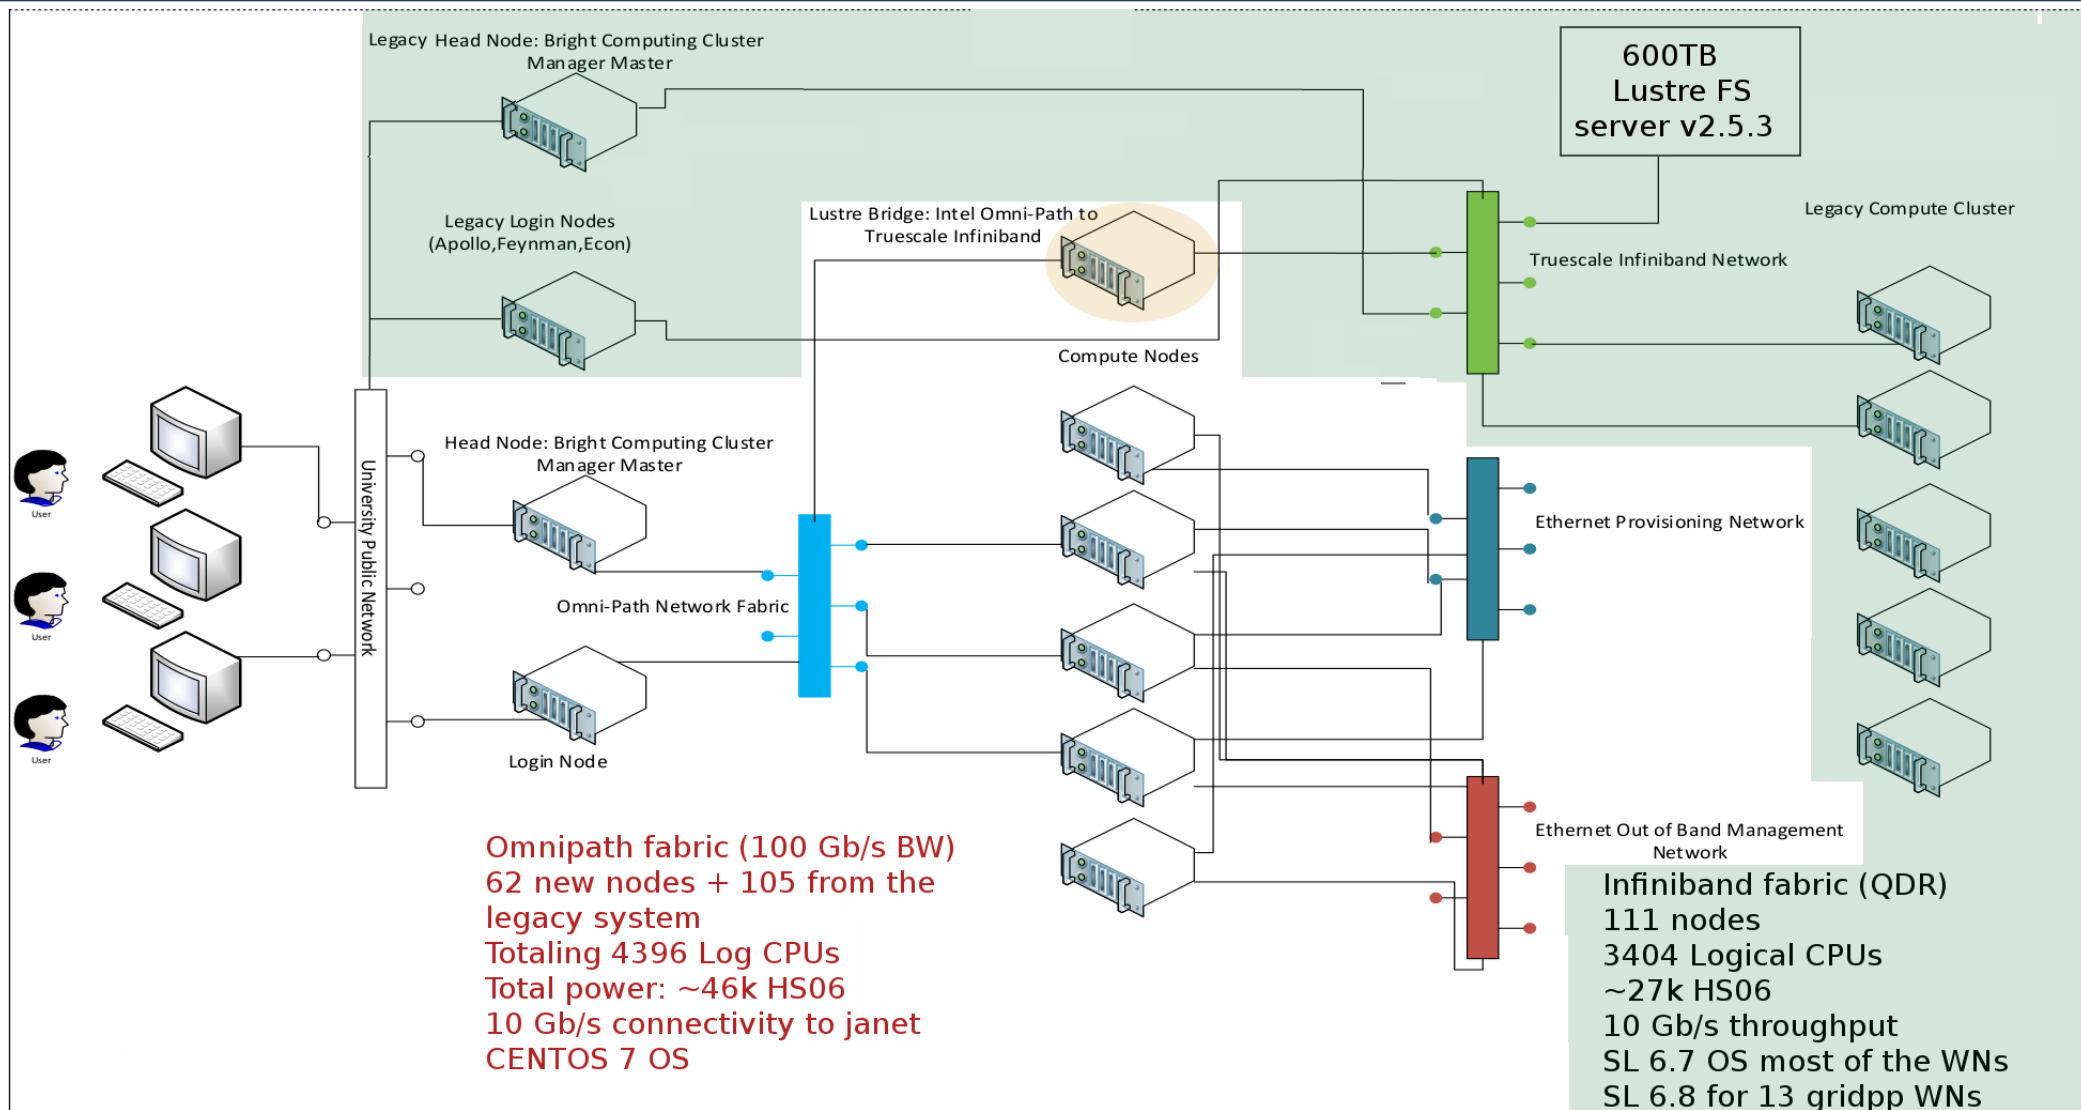 Legacy Head Node: Bright Computing Cluster
Manager Master
600TB
Lustre FS
server v2.5.3
Legacy Login Nodes
(Apollo,Feynman,Econ)
Lustre Bridge: Intel Omni-Path to
Truescale Infiniband
Legacy Compute Cluster
Truescale Infiniband Network
Compute Nodes
University Public Network
Head Node: Bright Computing Cluster
Manager Master
User
User
User
Omni-Path Network Fabric
Login Node
Ethernet Provisioning Network
Ethernet Out of Band Management
Network
Omnipath fabric (100 Gb/s BW)
62 new nodes + 105 from the
legacy system
Totaling 4396 Log CPUs
Total power: ~46k HS06
10 Gb/s connectivity to janet
CENTOS 7 OS
Infiniband fabric (QDR)
111 nodes
3404 Logical CPUs
~27k HS06
10 Gb/s throughput
SL 6.7 OS most of the WNs
SL 6.8 for 13 gridpp WNs